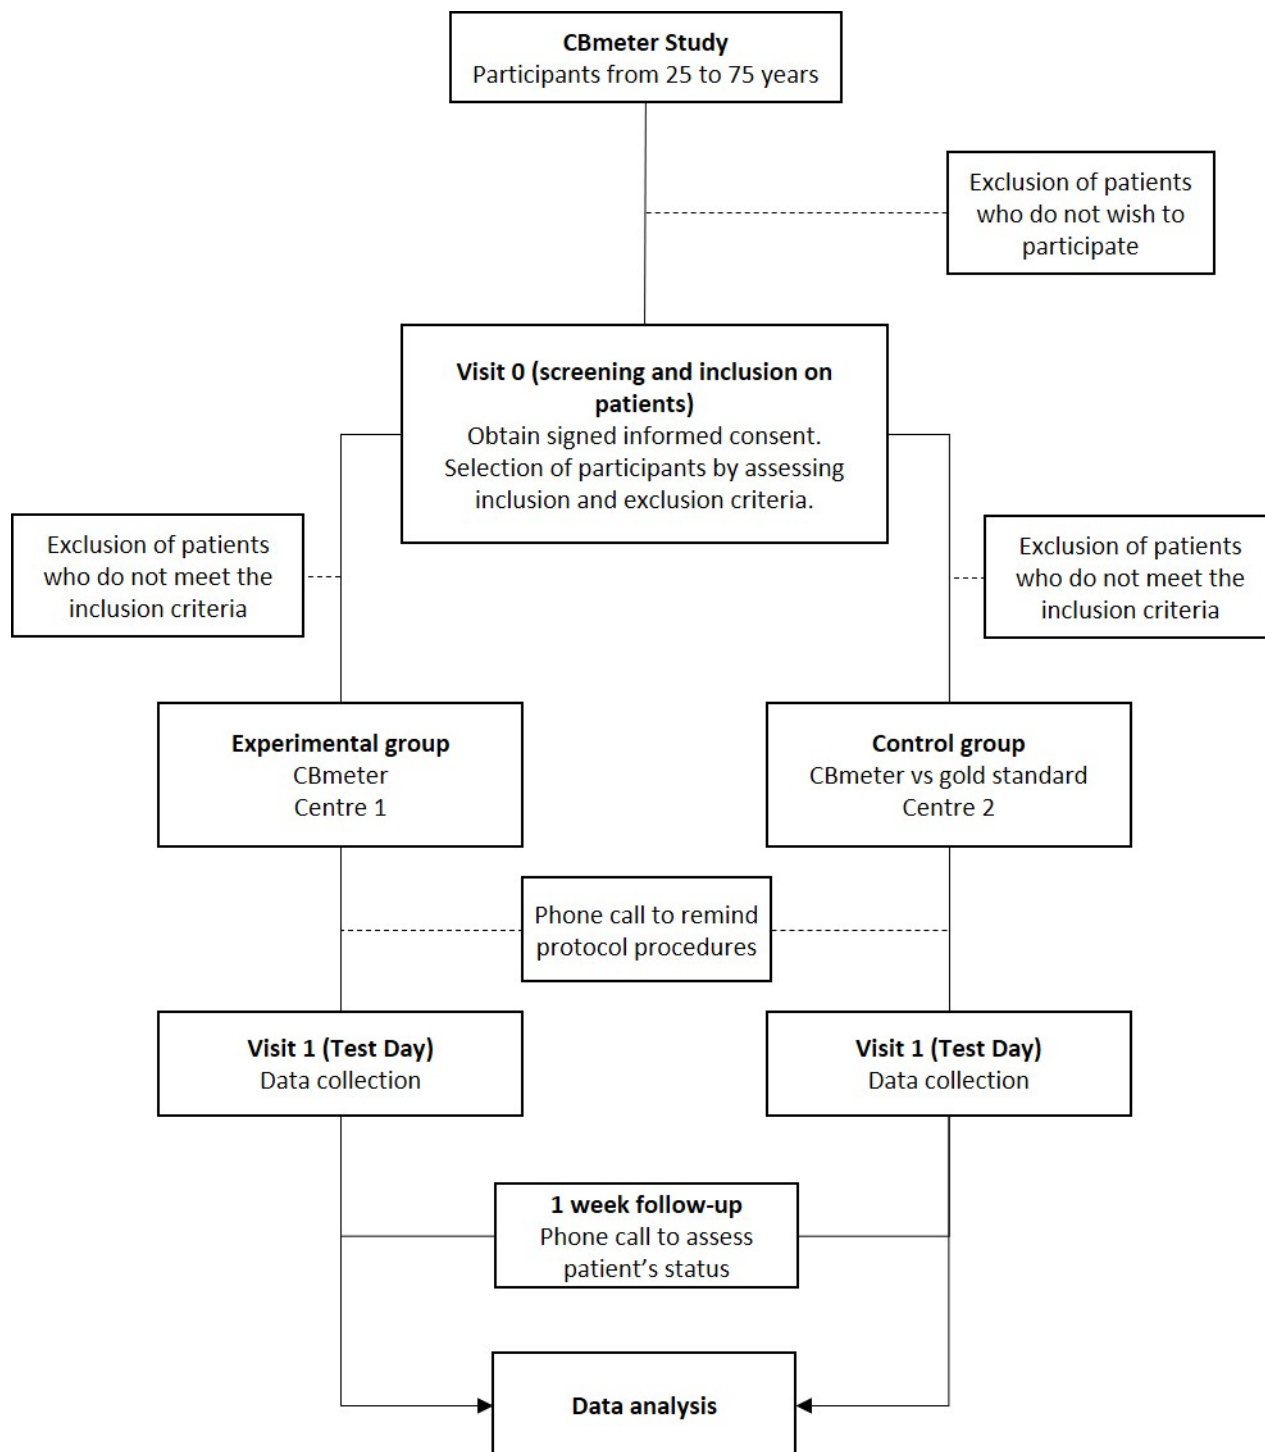 CBmeter Study
Participants from 25 to 75 years
Exclusion of patients
who do not wish to
participate
Visit 0 (screening and inclusion on
patients)
Obtain signed informed consent.
Selection of participants by assessing
inclusion and exclusion criteria.
Exclusion of patients
who do not meet the
inclusion criteria
Exclusion of patients
who do not meet the
inclusion criteria
Experimental group
CBmeter
Centre 1
Control group
CBmeter vs gold standard
Centre 2
Phone call to remind
protocol procedures
Visit 1 (Test Day)
Data collection
Visit 1 (Test Day)
Data collection
1 week follow-up
Phone call to assess
patient’s status
Data analysis